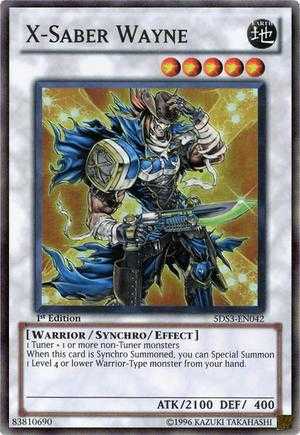 X-SABER WAYNE
EARTH
地
1st Edition
SDS3-EN042
[WARRIOR / SYNCHRO/EFFECT]
1 Tuner + 1 or more non-Tuner monsters
When this card is Synchro Summoned, you can Special Summon
1 Level 4 or lower Warrior-Type monster from your hand.
ATK/2100 DEF/ 400
83810690
©1996 KAZUKI TAKAHASHI